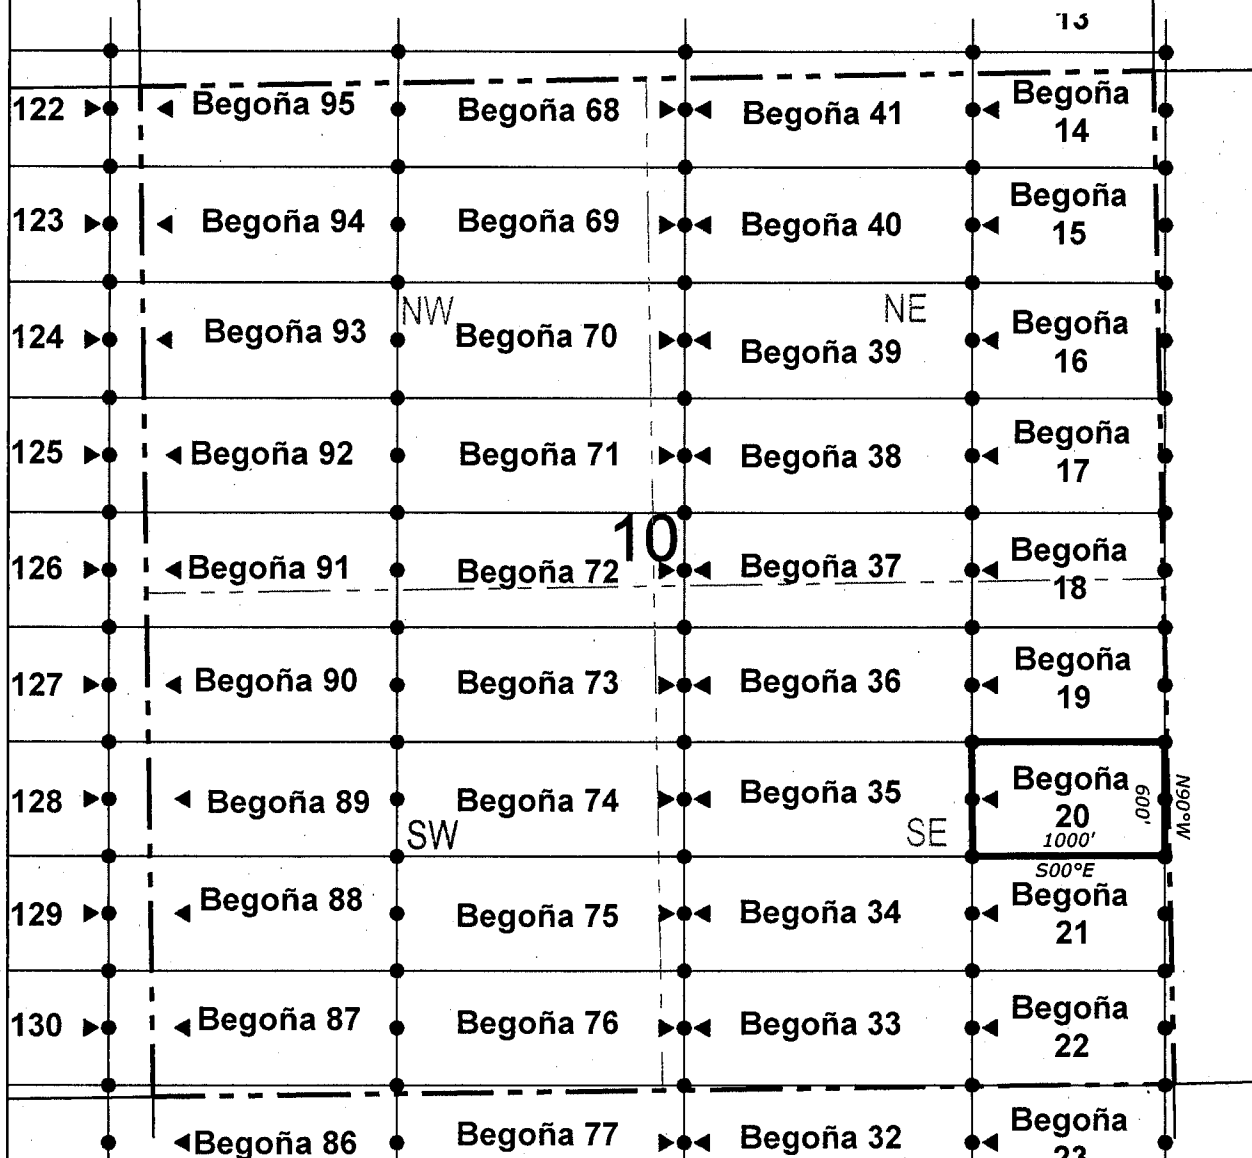 13
122 Begoña 95 Begoña 68 Begoña 41 Begoña
14
123 Begoña 94 Begoña 69 Begoña 40 Begoña
15
NW NE
124 Begoña 93 Begoña 70 Begoña 39 Begoña
16
125 Begoña 92 Begoña 71 Begoña 38 Begoña
17
10
126 Begoña 91 Begoña 72 Begoña 37 Begoña
18
127 Begoña 90 Begoña 73 Begoña 36 Begoña
19
128 Begoña 89 Begoña 74 Begoña 35 Begoña
20
600'
N90°W
1000'
SW SE
S00°E
129 Begoña 88 Begoña 75 Begoña 34 Begoña
21
130 Begoña 87 Begoña 76 Begoña 33 Begoña
22
Begoña 86 Begoña 77 Begoña 32 Begoña
23